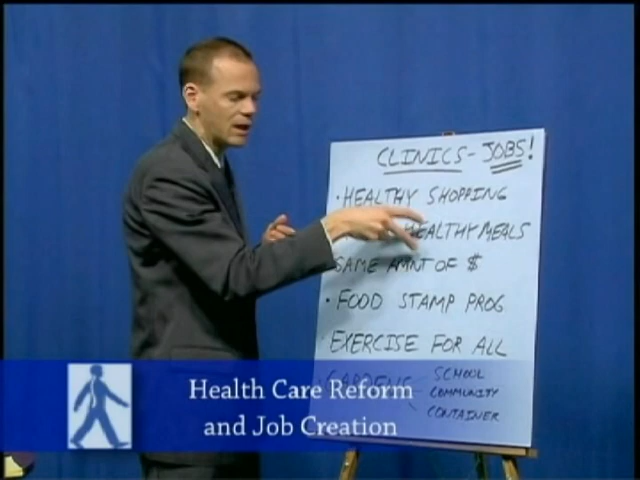 CLINICS - JOBS!
• HEALTHY SHOPPING
HEALTHY MEALS
SAME AMNT OF $
• FOOD STAMP PROG
EXERCISE FOR ALL
GARDENS - SCHOOL
COMMUNITY
CONTAINER
Health Care Reform
and Job Creation